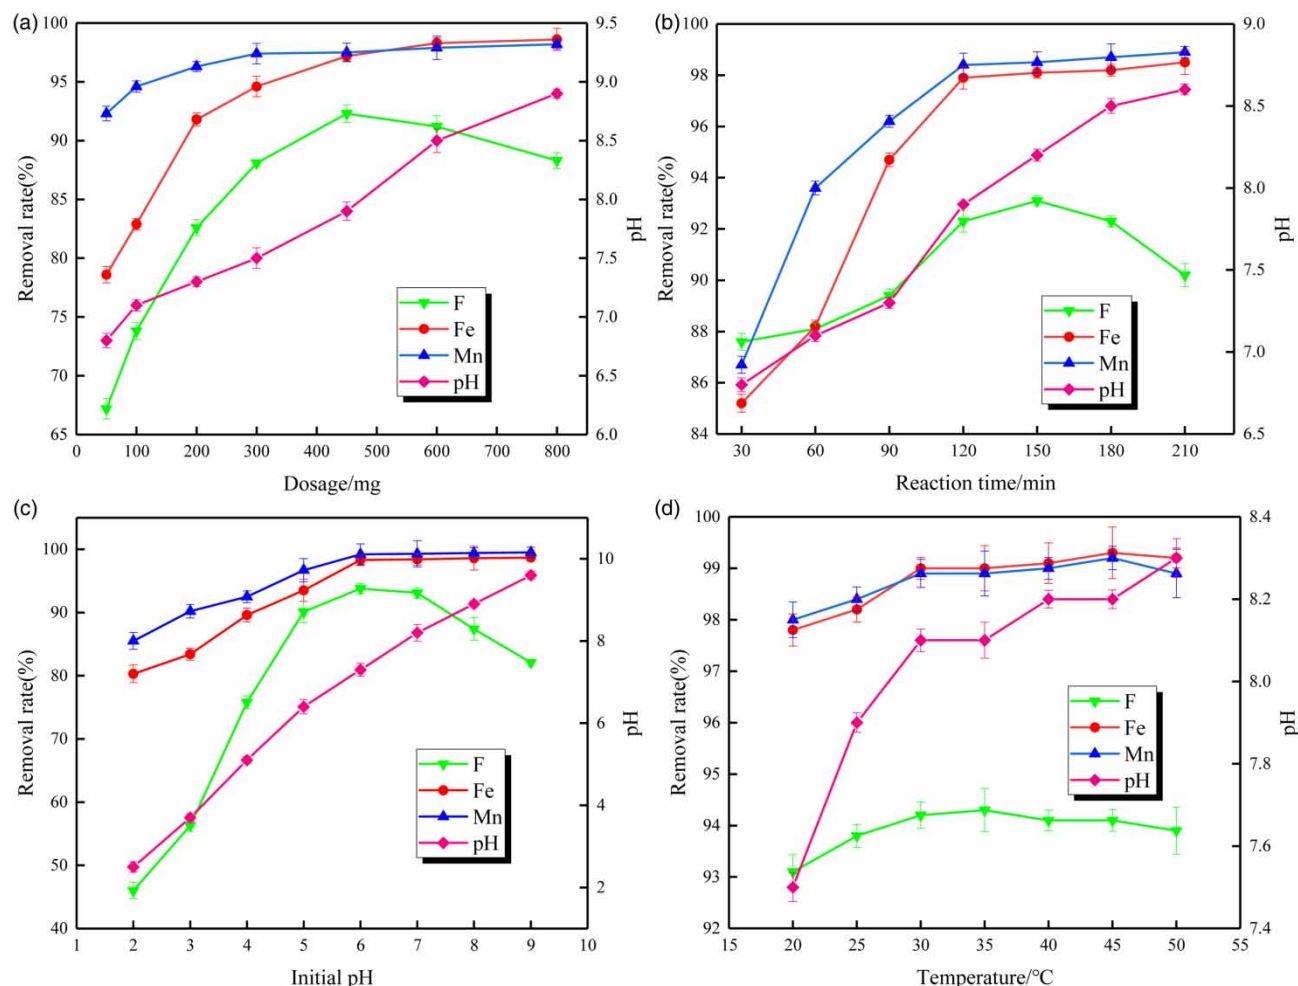 (a)
100
95
90
85
80
75
70
65
Removal rate(%)
9.5
9.0
8.5
8.0
7.5
7.0
6.5
6.0
pH
F
Fe
Mn
pH
0 100 200 300 400 500 600 700 800
Dosage/mg
(b)
100
98
96
94
92
90
88
86
84
Removal rate(%)
9.0
8.5
8.0
7.5
7.0
6.5
pH
F
Fe
Mn
pH
30 60 90 120 150 180 210
Reaction time/min
(c)
100
90
80
70
60
50
40
Removal rate(%)
10
8
6
4
2
pH
F
Fe
Mn
pH
1 2 3 4 5 6 7 8 9 10
Initial pH
(d)
100
99
98
97
96
95
94
93
92
Removal rate(%)
8.4
8.2
8.0
7.8
7.6
7.4
pH
F
Fe
Mn
pH
15 20 25 30 35 40 45 50 55
Temperature/°C